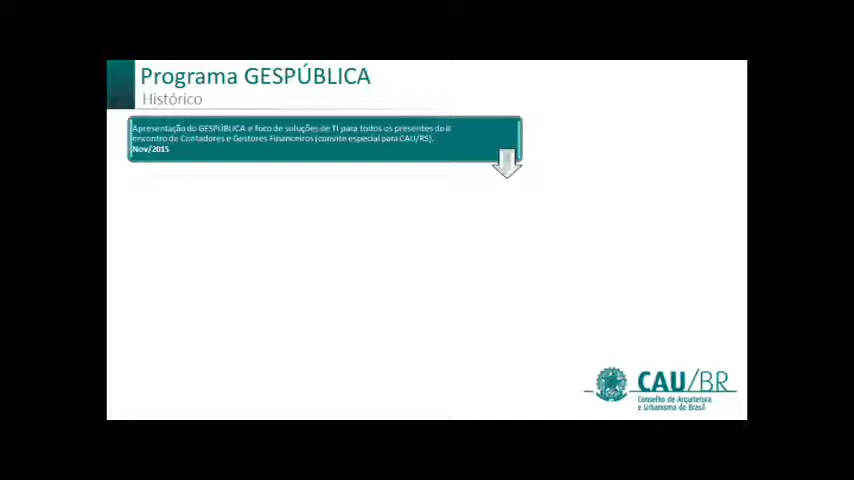 Programa GESPÚBLICA
Histórico
Apresentação do GESPÚBLICA e foco de soluções de TI para todos os presentes do II
encontro de Contadores e Gestores Financeiros (convite especial para CAU/RS).
Nov/2015
CAU/BR
Conselho de Arquitetura
e Urbanismo do Brasil